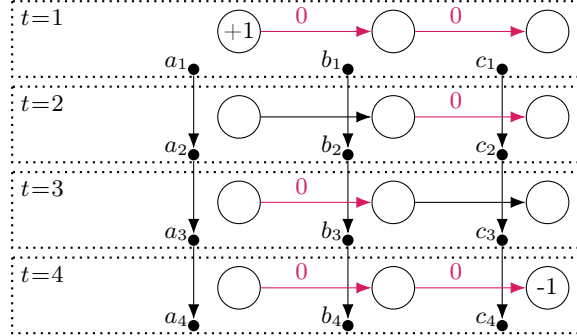 t=1 +1 0 0
a1 b1 c1
t=2 0
a2 b2 c2
t=3 0
a3 b3 c3
t=4 0 0 -1
a4 b4 c4